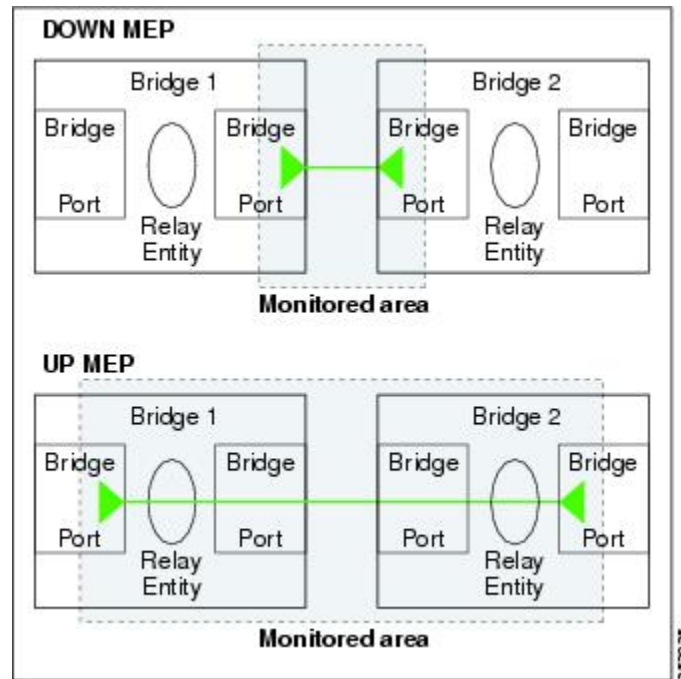 DOWN MEP
Bridge 1
Bridge 2
Bridge
Bridge
Bridge
Bridge
Port
Port
Port
Port
Relay
Entity
Relay
Entity
Monitored area
UP MEP
Bridge 1
Bridge 2
Bridge
Bridge
Bridge
Bridge
Port
Port
Port
Port
Relay
Entity
Relay
Entity
Monitored area